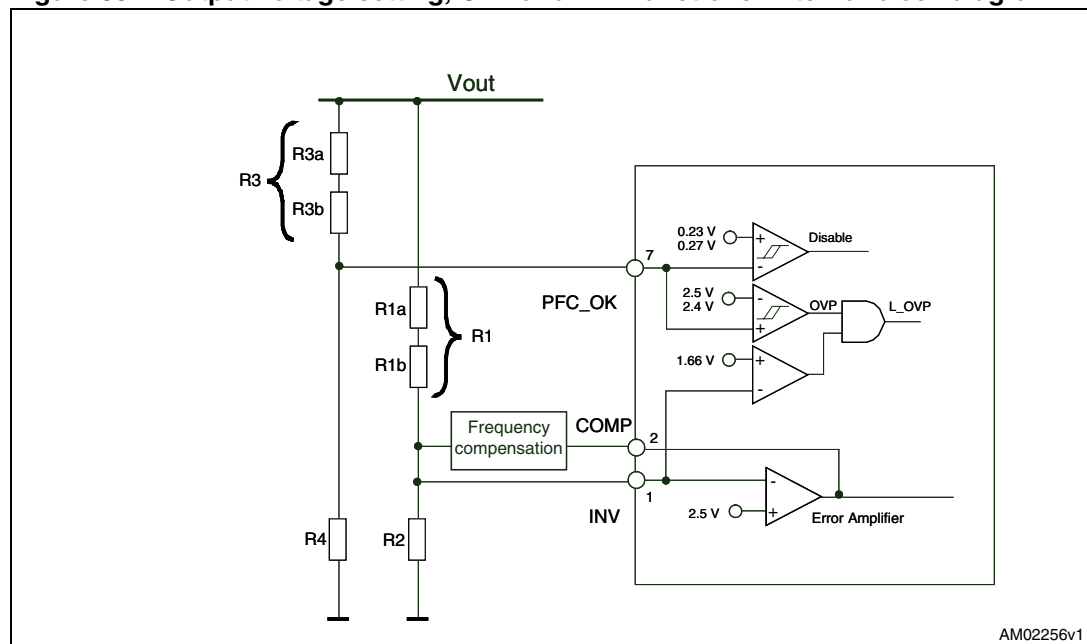 Vout
R3a
R3
R3b
0.23 V
0.27 V
Disable
7
PFC_OK
2.5 V
2.4 V
OVP
L_OVP
R1a
R1
R1b
1.66 V
Frequency
compensation
COMP
2
1
INV
2.5 V
Error Amplifier
R4
R2
+
-
-
+
+
-
-
+
AM02256v1